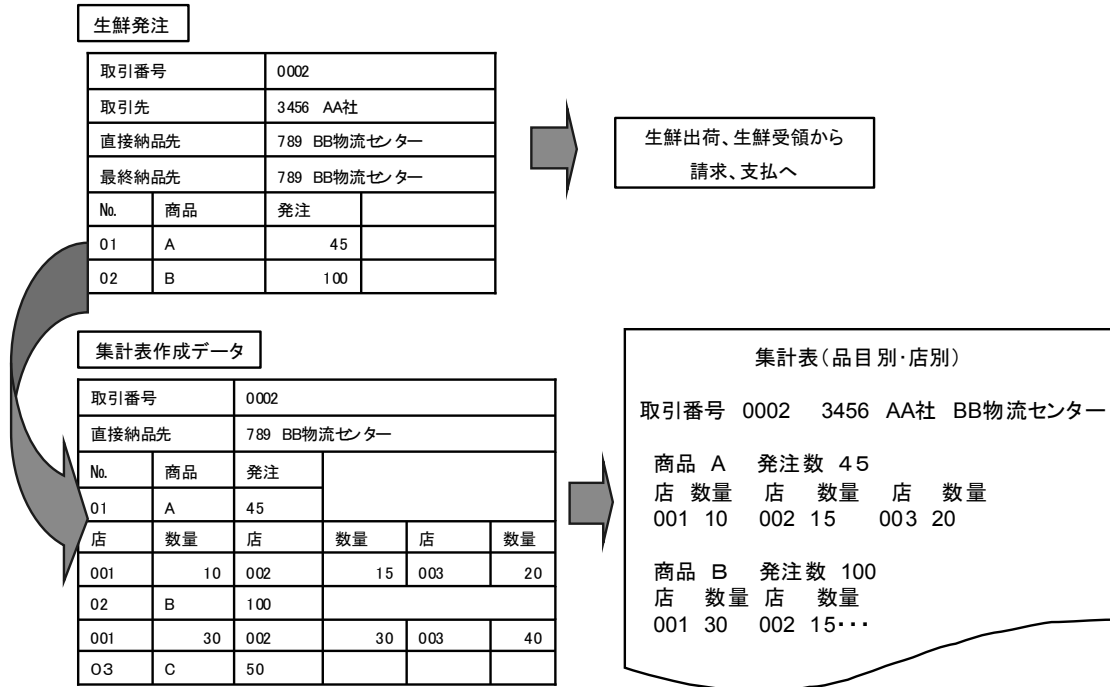 生鮮発注
取引番号 0002
取引先 3456 AA社
直接納品先 789 BB物流センター
最終納品先 789 BB物流センター
No. 商品 発注
01 A 45
02 B 100
生鮮出荷、生鮮受領から
請求、支払へ
集計表作成データ
取引番号 0002
直接納品先 789 BB物流センター
No. 商品 発注
01 A 45
店 数量 店 数量 店 数量
001 10 002 15 003 20
02 B 100
001 30 002 30 003 40
03 C 50
集計表(品目別・店別)
取引番号 0002 3456 AA社 BB物流センター
商品 A 発注数 45
店 数量 店 数量 店 数量
001 10 002 15 003 20
商品 B 発注数 100
店 数量 店 数量
001 30 002 15・・・